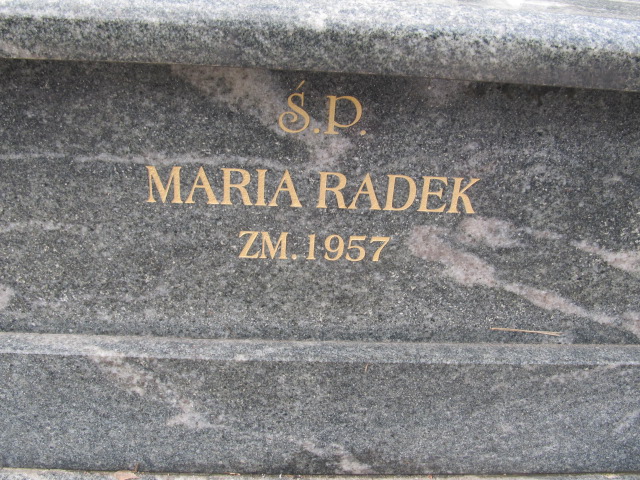 Ś.P.
MARIA RADEK
ZM. 1957